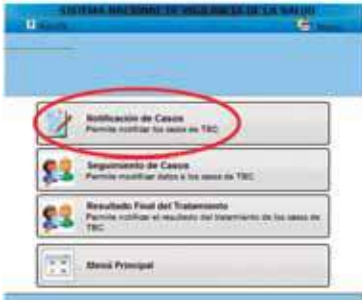 SISTEMA NACIONAL DE VIGILANCIA DE LA SALUD
Ayuda
Notificación de Casos
Permite notificar los casos de TBC
Seguimiento de Casos
Permite modificar datos a los casos de TBC
Resultado Final del Tratamiento
Permite notificar el resultado del tratamiento de los casos de
TBC
Menú Principal